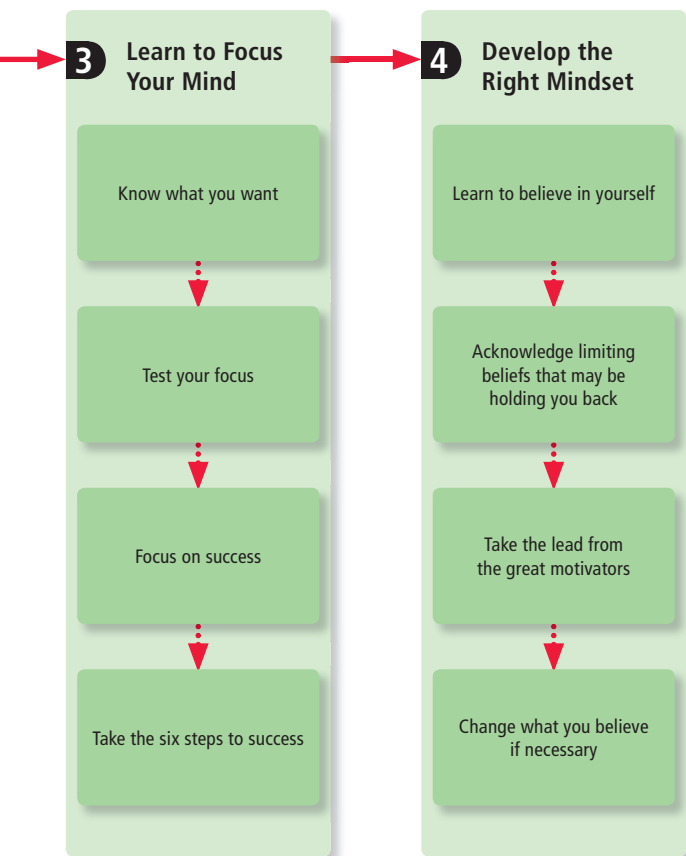 3
Learn to Focus
Your Mind
Know what you want
Test your focus
Focus on success
Take the six steps to success
4
Develop the
Right Mindset
Learn to believe in yourself
Acknowledge limiting
beliefs that may be
holding you back
Take the lead from
the great motivators
Change what you believe
if necessary